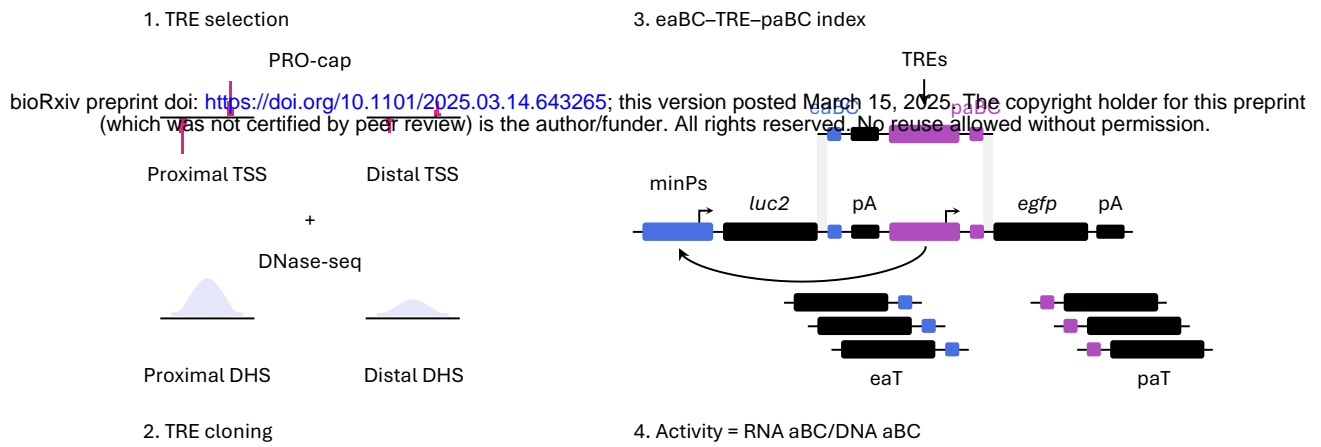 1. TRE selection
PRO-cap
bioRxiv preprint doi: https://doi.org/10.1101/2025.03.14.643265; this version posted March 15, 2025. The copyright holder for this preprint
(which was not certified by peer review) is the author/funder. All rights reserved. No reuse allowed without permission.
Proximal TSS
Distal TSS
+
DNase-seq
Proximal DHS
Distal DHS
2. TRE cloning
3. eaBC–TRE–paBC index
TREs
eaBC
paBC
minPs
luc2
pA
egfp
pA
eaT
paT
4. Activity = RNA aBC/DNA aBC